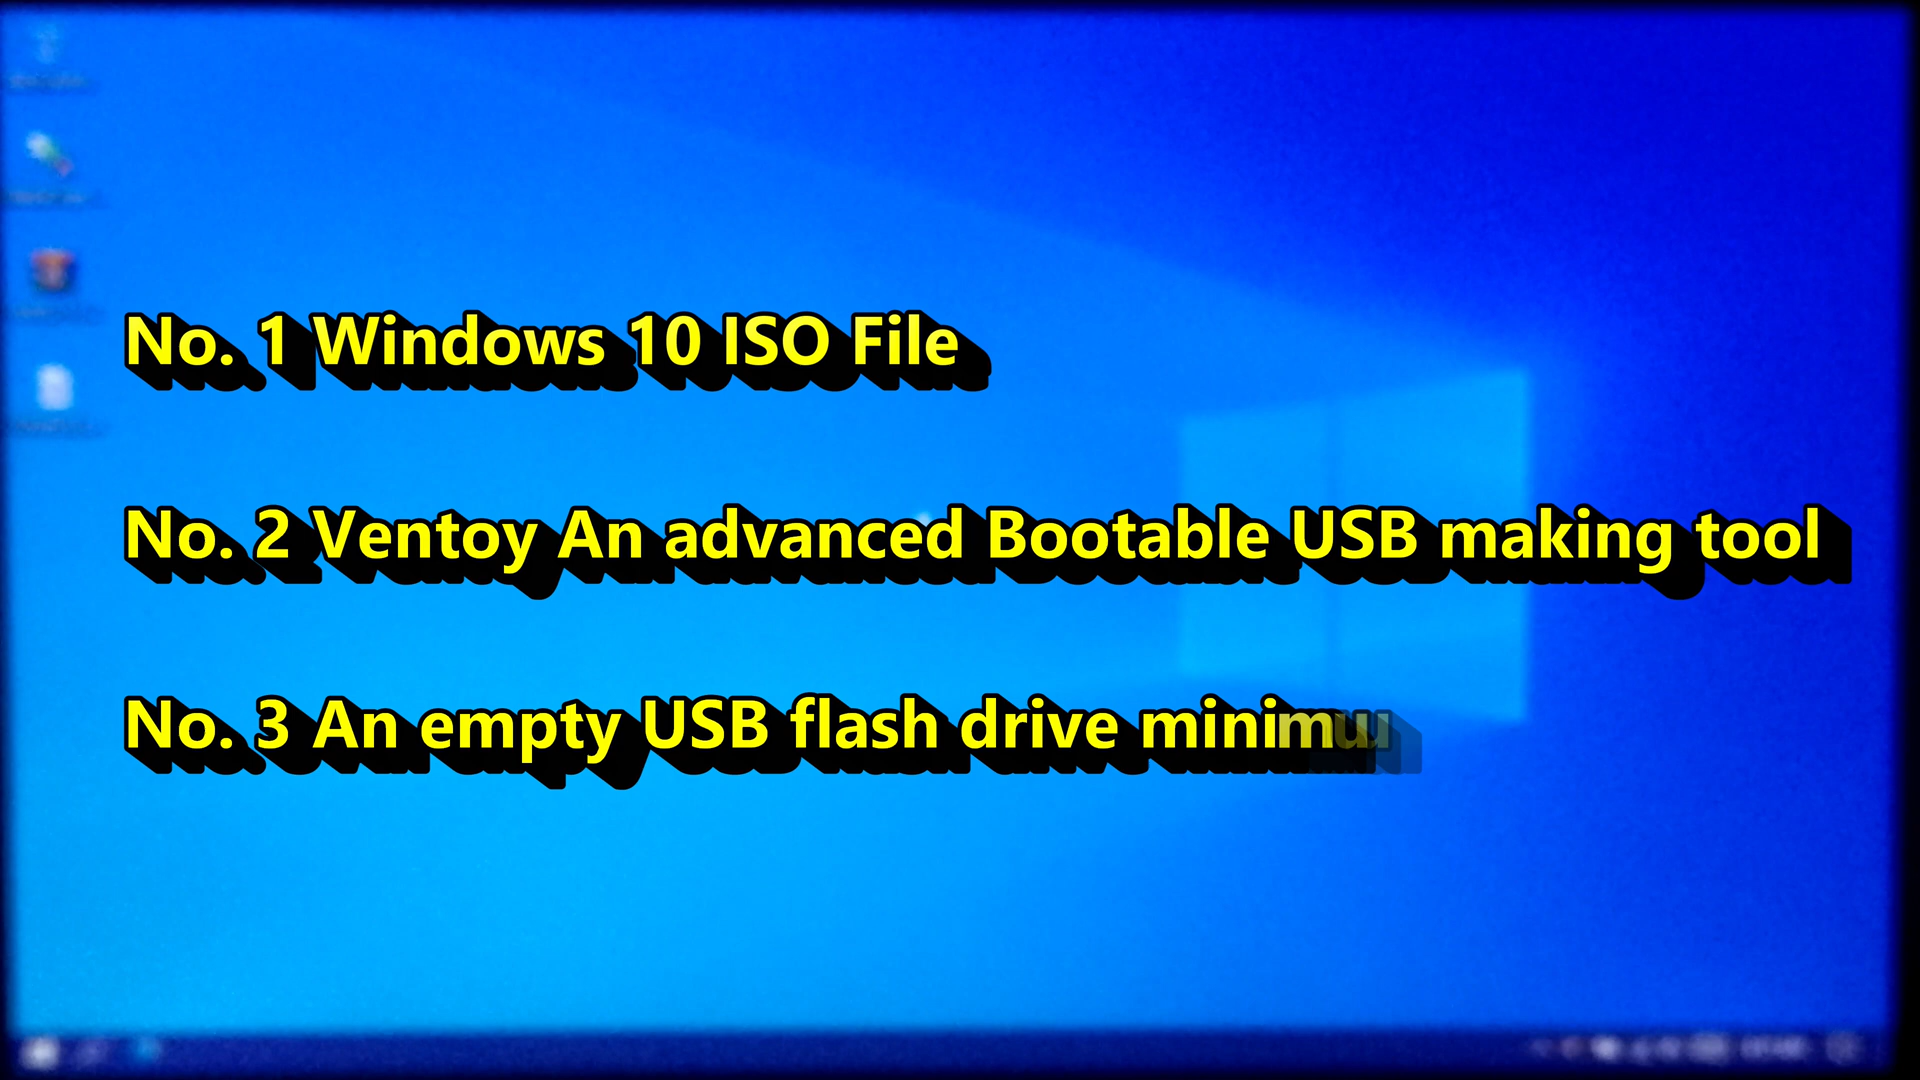 No. 1 Windows 10 ISO File
No. 2 Ventoy An advanced Bootable USB making tool
No. 3 An empty USB flash drive